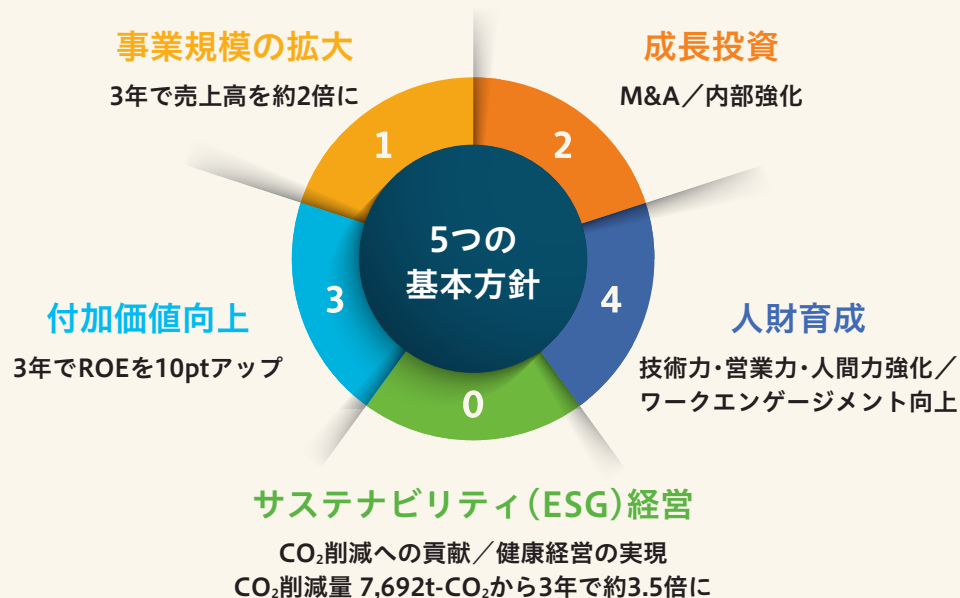 事業規模の拡大
3年で売上高を約2倍に
成長投資
M&A／内部強化
1
2
5つの
基本方針
3
4
付加価値向上
3年でROEを10ptアップ
人財育成
技術力・営業力・人間力強化／
ワークエンゲージメント向上
0
サステナビリティ（ESG）経営
CO₂削減への貢献／健康経営の実現
CO₂削減量 7,692t-CO₂から3年で約3.5倍に